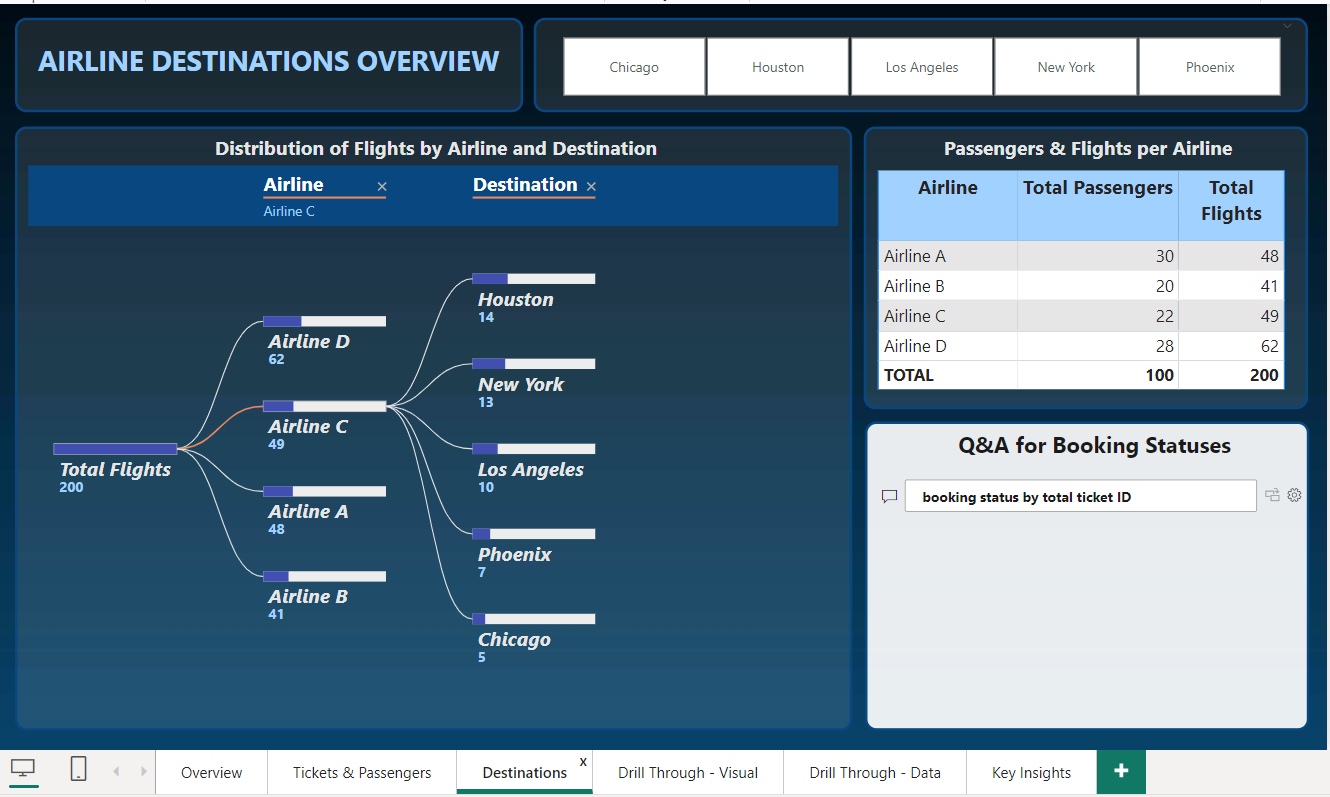 AIRLINE DESTINATIONS OVERVIEW
Chicago
Houston
Los Angeles
New York
Phoenix
Distribution of Flights by Airline and Destination
Airline ×
Airline C
Destination ×
Total Flights
200
Airline D
62
Airline C
49
Airline A
48
Airline B
41
Houston
14
New York
13
Los Angeles
10
Phoenix
7
Chicago
5
Passengers & Flights per Airline
Airline Total Passengers Total Flights
Airline A 30 48
Airline B 20 41
Airline C 22 49
Airline D 28 62
TOTAL 100 200
Q&A for Booking Statuses
booking status by total ticket ID
Overview
Tickets & Passengers
Destinations x
Drill Through - Visual
Drill Through - Data
Key Insights
+